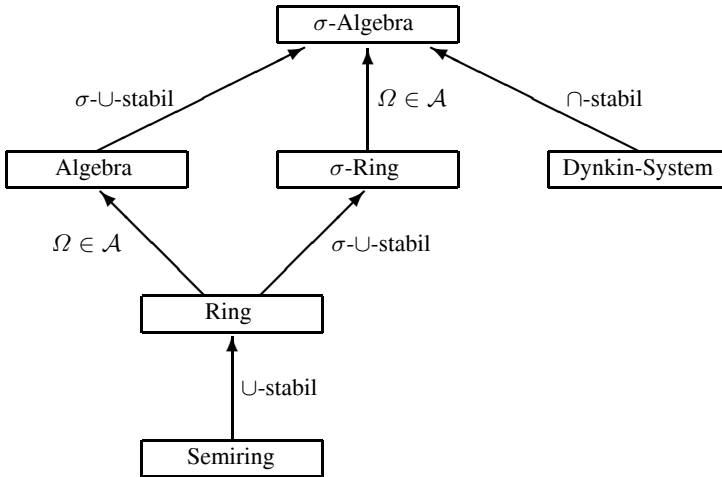 σ-Algebra
σ-∪-stabil
Ω ∈ 𝒜
∩-stabil
Algebra
σ-Ring
Dynkin-System
Ω ∈ 𝒜
σ-∪-stabil
Ring
∪-stabil
Semiring